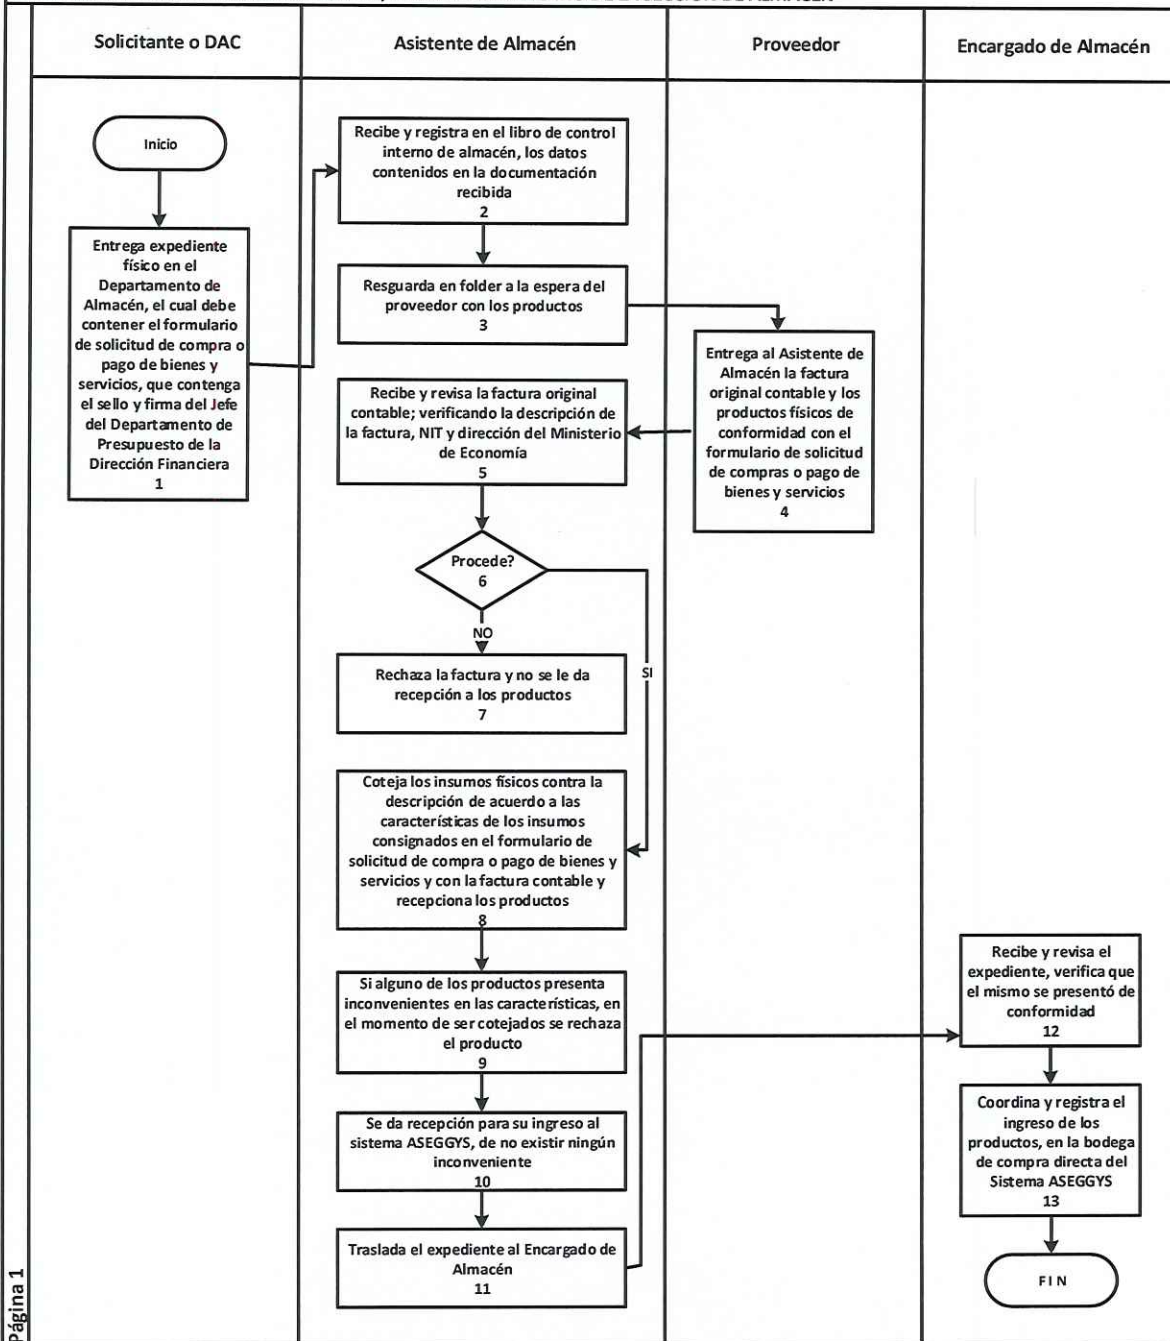 Solicitante o DAC
Asistente de Almacén
Proveedor
Encargado de Almacén
Inicio
Entrega expediente
físico en el
Departamento de
Almacén, el cual debe
contener el formulario
de solicitud de compra o
pago de bienes y
servicios, que contenga
el sello y firma del Jefe
del Departamento de
Presupuesto de la
Dirección Financiera
1
Recibe y registra en el libro de control
interno de almacén, los datos
contenidos en la documentación
recibida
2
Resguarda en folder a la espera del
proveedor con los productos
3
Entrega al Asistente de
Almacén la factura
original contable y los
productos físicos de
conformidad con el
formulario de solicitud
de compras o pago de
bienes y servicios
4
Recibe y revisa la factura original
contable; verificando la descripción de
la factura, NIT y dirección del Ministerio
de Economía
5
Procede?
6
NO
SI
Rechaza la factura y no se le da
recepción a los productos
7
Coteja los insumos físicos contra la
descripción de acuerdo a las
características de los insumos
consignados en el formulario de
solicitud de compra o pago de bienes y
servicios y con la factura contable y
recepciona los productos
8
Si alguno de los productos presenta
inconvenientes en las características, en
el momento de ser cotejados se rechaza
el producto
9
Se da recepción para su ingreso al
sistema ASEGGYS, de no existir ningún
inconveniente
10
Traslada el expediente al Encargado de
Almacén
11
Recibe y revisa el
expediente, verifica que
el mismo se presentó de
conformidad
12
Coordina y registra el
ingreso de los
productos, en la bodega
de compra directa del
Sistema ASEGGYS
13
FIN
Página 1